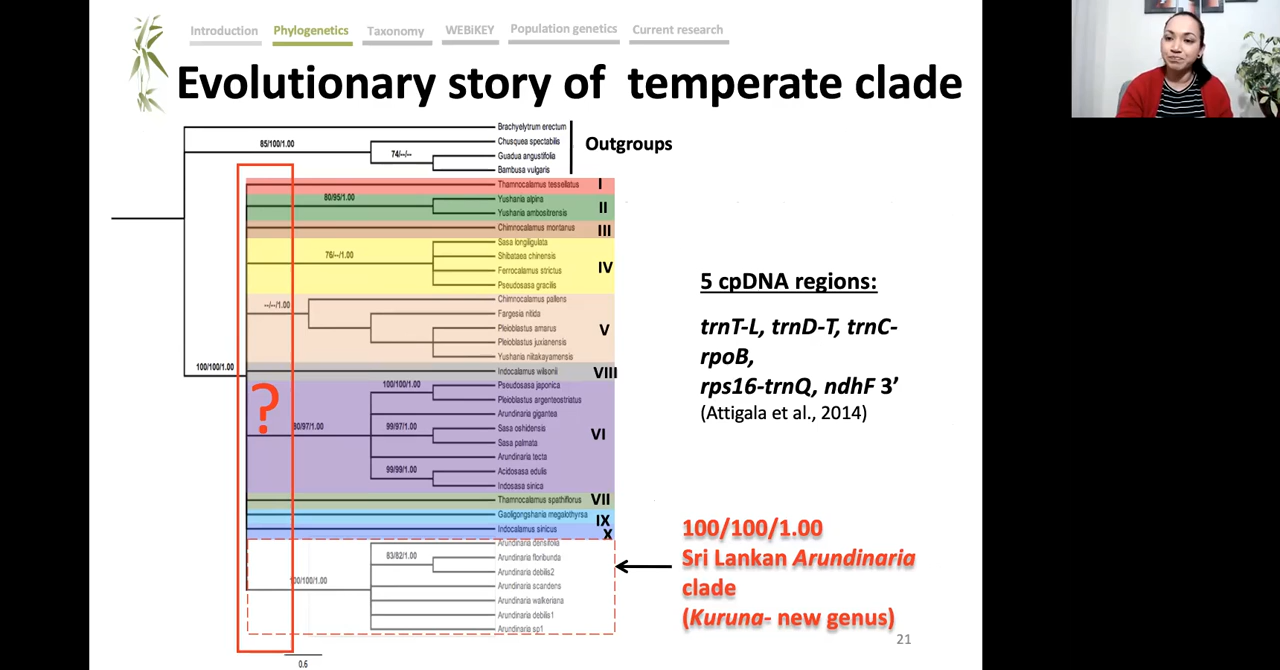 Introduction Phylogenetics Taxonomy WEBiKEY Population genetics Current research
Evolutionary story of temperate clade
Brachyelytrum erectum
85/100/1.00
Chusquea spectabilis
Outgroups
74/--/--
Guadua angustifolia
Bambusa vulgaris
Thamnocalamus tessellatus I
80/95/1.00
Yushania alpina
II
Yushania ambositrensis
Chimnocalamus montanus III
Sasa longiligulata
76/--/1.00
Shibataea chinensis
IV
Ferrocalamus strictus
Pseudosasa gracilis
--/--/1.00
Chimnocalamus pallens
Fargesia nitida
Pleioblastus amarus V
Pleioblastus juxianensis
Yushania niitakayamensis
100/100/1.00
Indocalamus wilsonii VIII
?
100/100/1.00
Pseudosasa japonica
Pleioblastus argenteostriatus
Arundinaria gigantea
80/97/1.00
99/97/1.00
Sasa oshidensis
VI
Sasa palmata
Arundinaria tecta
99/99/1.00
Acidosasa edulis
Indosasa sinica
Thamnocalamus spathiflorus VII
Gaoligongshania megalothyrsa
IX
Indocalamus sinicus
X
Arundinaria densifolia
83/82/1.00
Arundinaria floribunda
Arundinaria debilis2
100/100/1.00
Arundinaria scandens
Arundinaria walkeriana
Arundinaria debilis1
Arundinaria sp1
0.6
5 cpDNA regions:
trnT-L, trnD-T, trnC-
rpoB,
rps16-trnQ, ndhF 3’
(Attigala et al., 2014)
100/100/1.00
Sri Lankan Arundinaria
clade
(Kuruna- new genus)
21